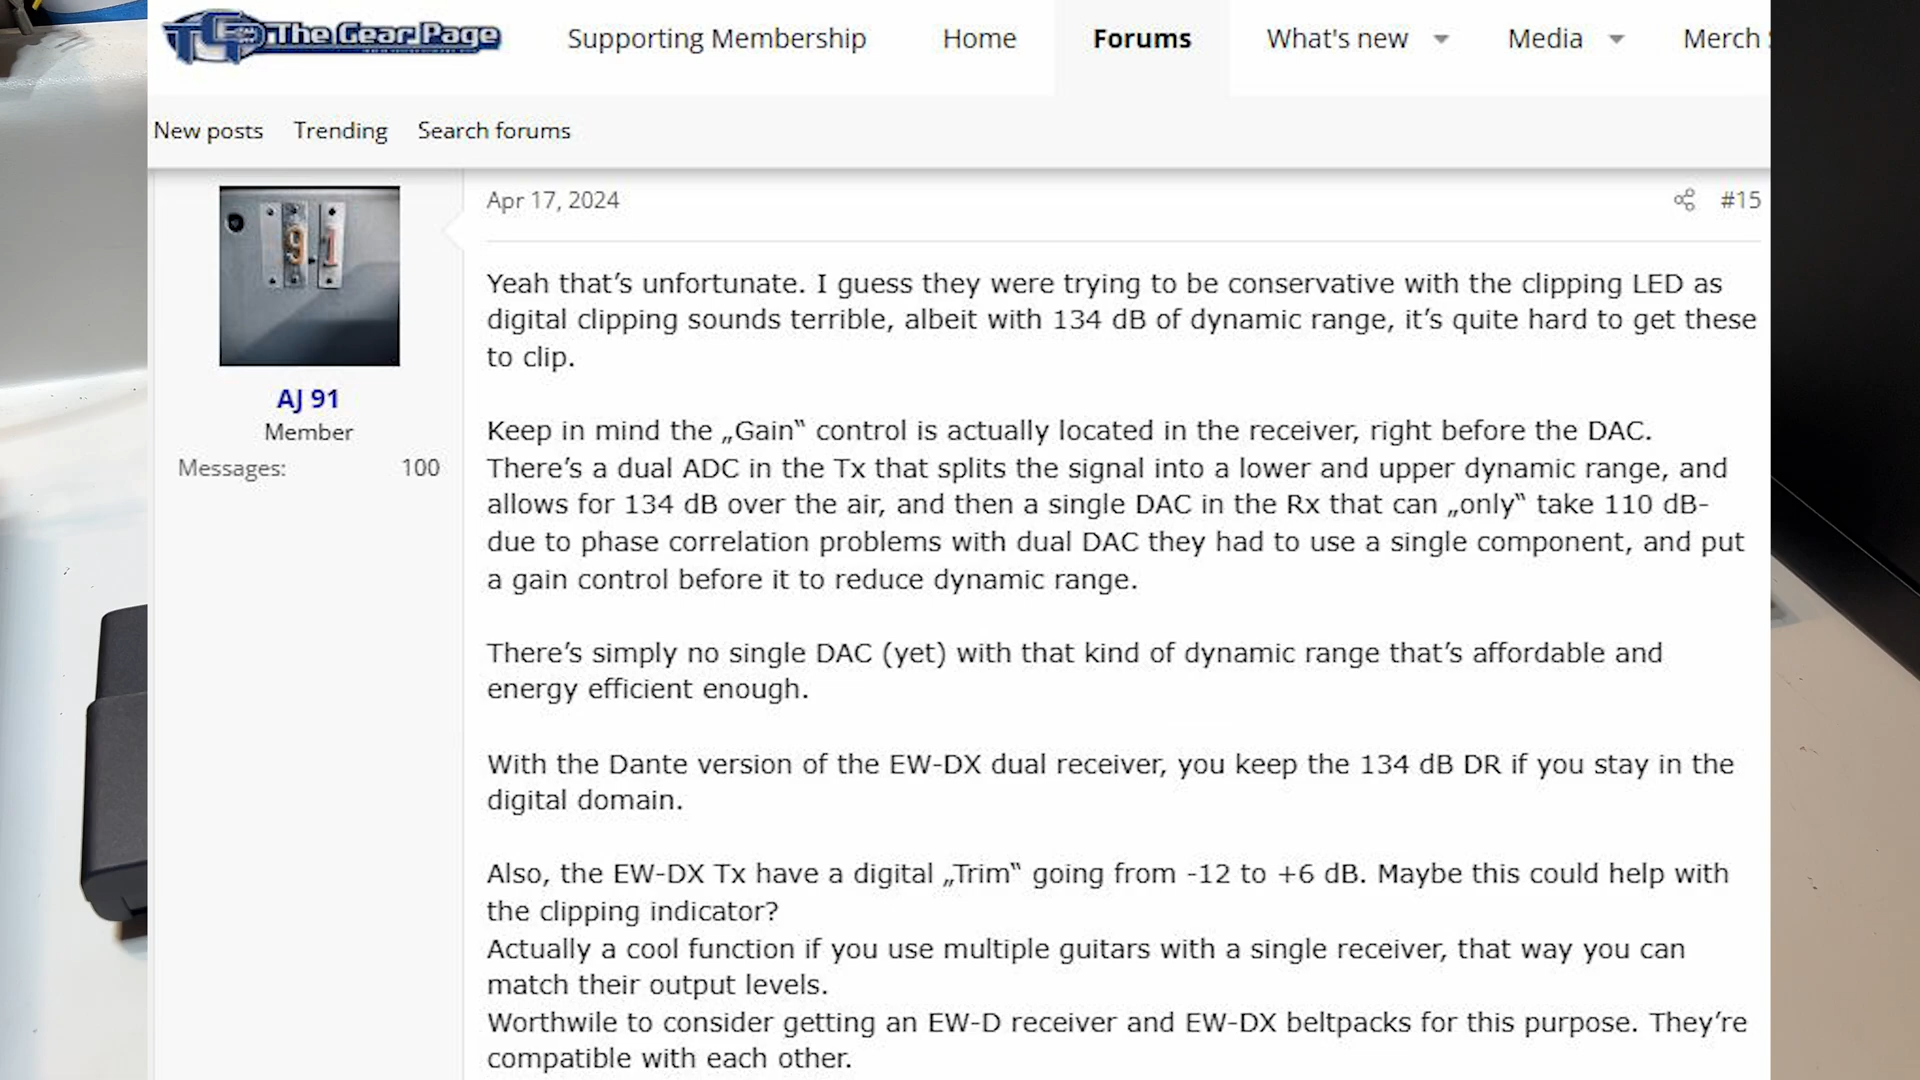 The Gear Page
Supporting Membership Home Forums What's new Media Merch
New posts Trending Search forums
91
AJ 91
Member
Messages: 100
Apr 17, 2024 #15
Yeah that’s unfortunate. I guess they were trying to be conservative with the clipping LED as
digital clipping sounds terrible, albeit with 134 dB of dynamic range, it’s quite hard to get these
to clip.
Keep in mind the „Gain‟ control is actually located in the receiver, right before the DAC.
There’s a dual ADC in the Tx that splits the signal into a lower and upper dynamic range, and
allows for 134 dB over the air, and then a single DAC in the Rx that can „only‟ take 110 dB-
due to phase correlation problems with dual DAC they had to use a single component, and put
a gain control before it to reduce dynamic range.
There’s simply no single DAC (yet) with that kind of dynamic range that’s affordable and
energy efficient enough.
With the Dante version of the EW-DX dual receiver, you keep the 134 dB DR if you stay in the
digital domain.
Also, the EW-DX Tx have a digital „Trim‟ going from -12 to +6 dB. Maybe this could help with
the clipping indicator?
Actually a cool function if you use multiple guitars with a single receiver, that way you can
match their output levels.
Worthwile to consider getting an EW-D receiver and EW-DX beltpacks for this purpose. They’re
compatible with each other.